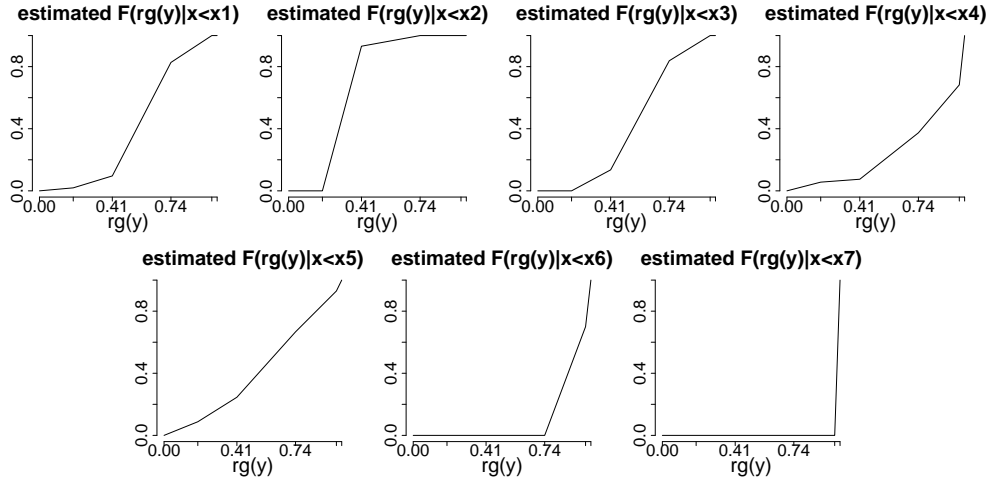 estimated F(rg(y)|x<x1)
0.8
0.4
0.0
0.00 0.41 0.74
rg(y)
estimated F(rg(y)|x<x2)
0.8
0.4
0.0
0.00 0.41 0.74
rg(y)
estimated F(rg(y)|x<x3)
0.8
0.4
0.0
0.00 0.41 0.74
rg(y)
estimated F(rg(y)|x<x4)
0.8
0.4
0.0
0.00 0.41 0.74
rg(y)
estimated F(rg(y)|x<x5)
0.8
0.4
0.0
0.00 0.41 0.74
rg(y)
estimated F(rg(y)|x<x6)
0.8
0.4
0.0
0.00 0.41 0.74
rg(y)
estimated F(rg(y)|x<x7)
0.8
0.4
0.0
0.00 0.41 0.74
rg(y)